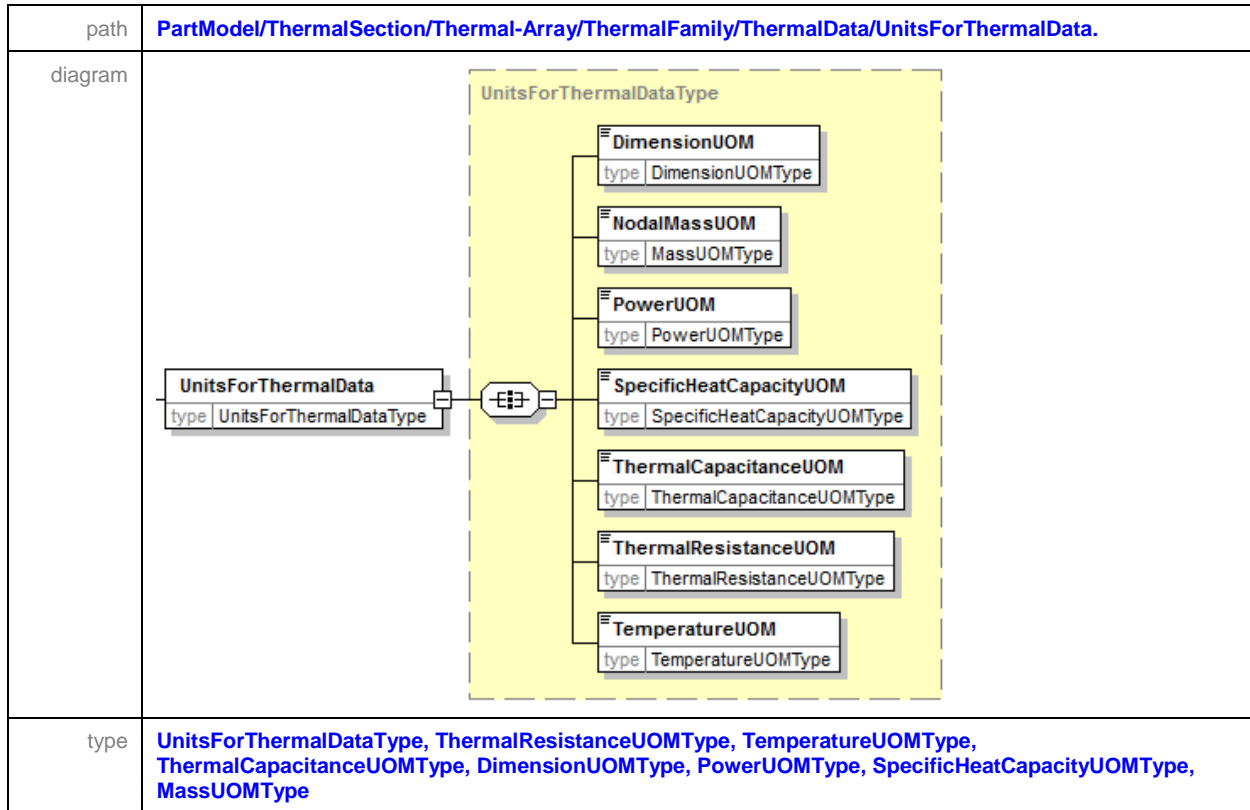 path PartModel/ThermalSection/Thermal-Array/ThermalFamily/ThermalData/UnitsForThermalData.
diagram
UnitsForThermalDataType
DimensionUOM
type DimensionUOMType
NodalMassUOM
type MassUOMType
PowerUOM
type PowerUOMType
UnitsForThermalData
type UnitsForThermalDataType
SpecificHeatCapacityUOM
type SpecificHeatCapacityUOMType
ThermalCapacitanceUOM
type ThermalCapacitanceUOMType
ThermalResistanceUOM
type ThermalResistanceUOMType
TemperatureUOM
type TemperatureUOMType
type UnitsForThermalDataType, ThermalResistanceUOMType, TemperatureUOMType,
ThermalCapacitanceUOMType, DimensionUOMType, PowerUOMType, SpecificHeatCapacityUOMType,
MassUOMType